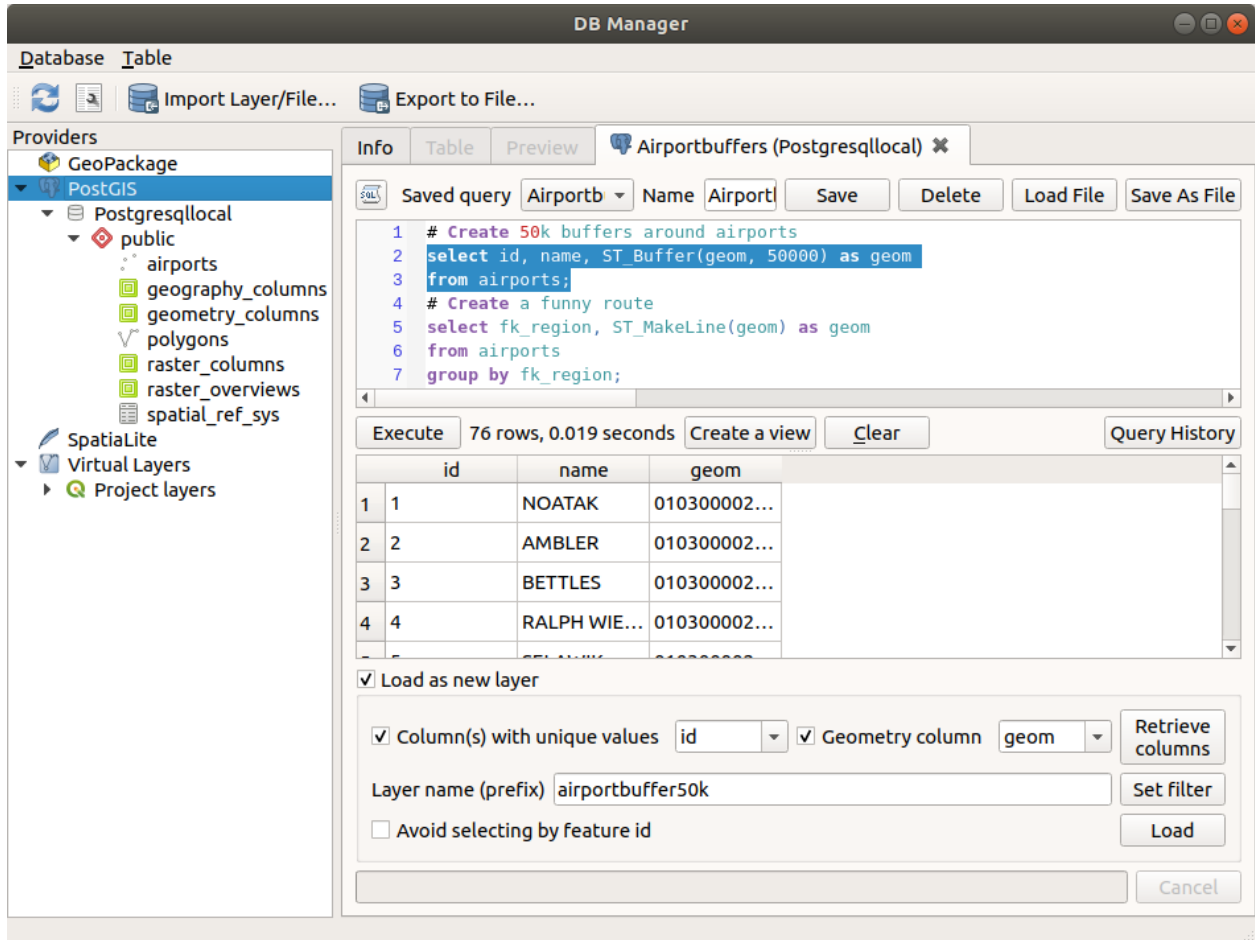 DB Manager
Database Table
Import Layer/File... Export to File...
Providers
GeoPackage
PostGIS
Postgresqllocal
public
airports
geography_columns
geometry_columns
polygons
raster_columns
raster_overviews
spatial_ref_sys
SpatiaLite
Virtual Layers
Project layers
Info Table Preview Airportbuffers (Postgresqllocal)
SQL Saved query Airportb Name Airportl Save Delete Load File Save As File
1 # Create 50k buffers around airports
2 select id, name, ST_Buffer(geom, 50000) as geom
3 from airports;
4 # Create a funny route
5 select fk_region, ST_MakeLine(geom) as geom
6 from airports
7 group by fk_region;
Execute 76 rows, 0.019 seconds Create a view Clear Query History
id name geom
1 1 NOATAK 010300002...
2 2 AMBLER 010300002...
3 3 BETTLES 010300002...
4 4 RALPH WIE... 010300002...
Load as new layer
Column(s) with unique values id Geometry column geom Retrieve columns
Layer name (prefix) airportbuffer50k Set filter
Avoid selecting by feature id Load
Cancel